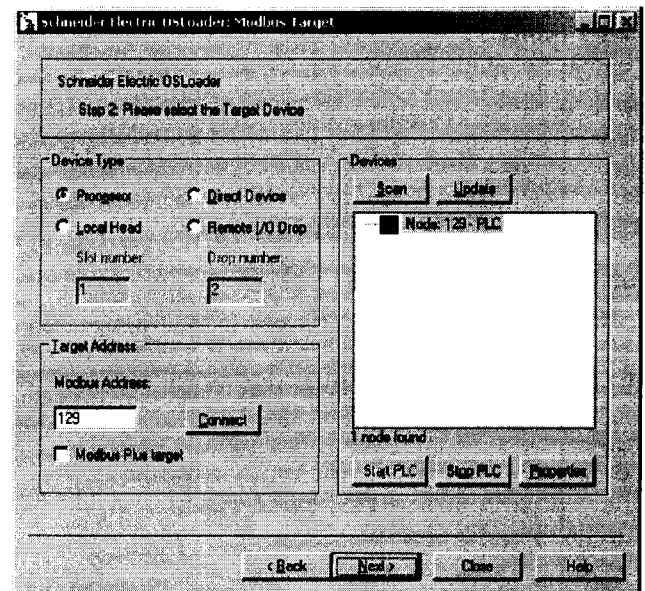 Schneider Electric OSLoader: Modbus Target
Schneider Electric OSLoader
Step 2: Please select the Target Device
Device Type
Processor
Direct Device
Local Head
Remote I/O Drop
Slot number:
Drop number:
1
2
Target Address
Modbus Address:
129
Connect
Modbus Plus target
Devices
Scan
Update
Node: 129 - PLC
1 node found
Start PLC
Stop PLC
Properties
< Back
Next >
Close
Help